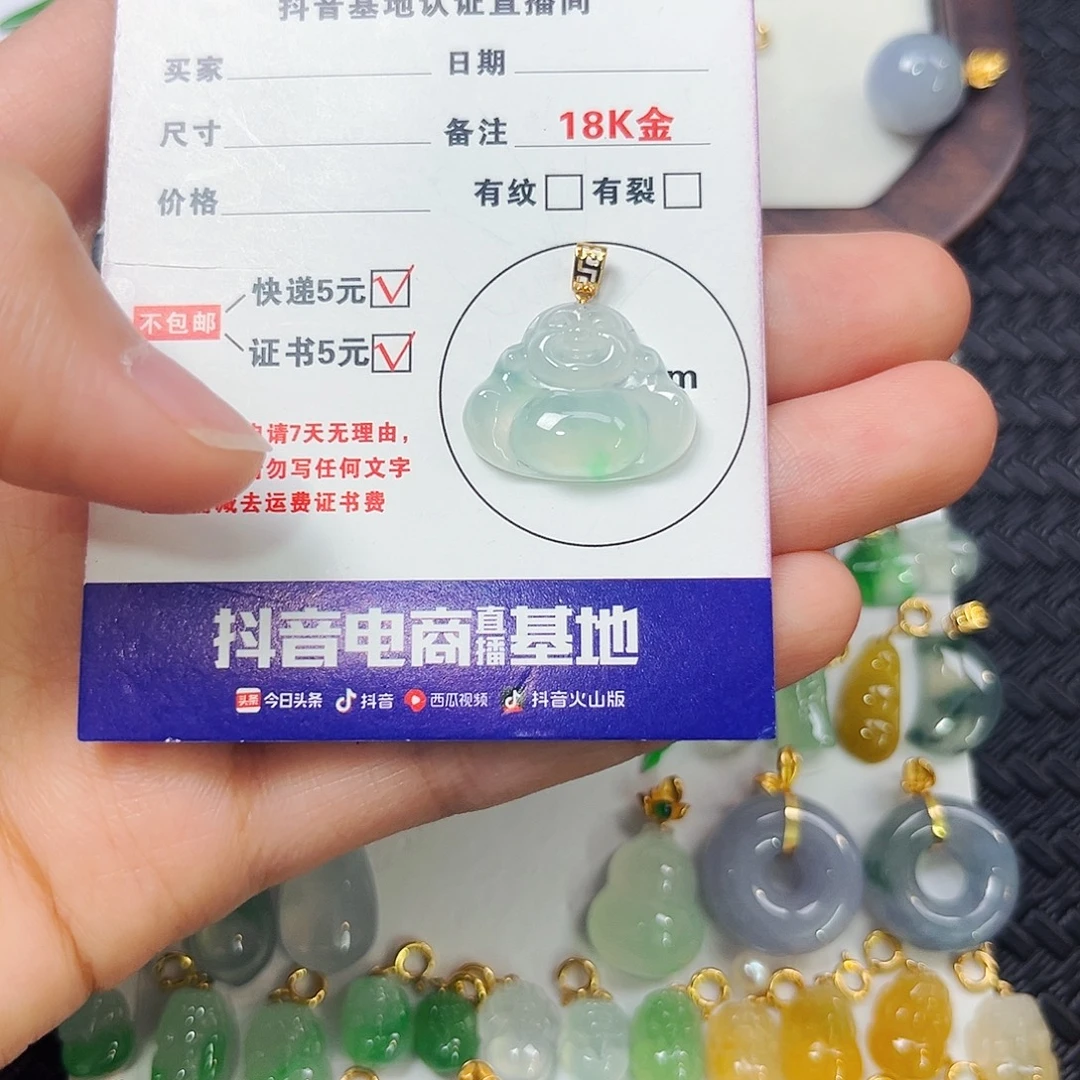 抖音基地认证直播间
买家 日期
尺寸 备注 18K金
价格 有纹 有裂
快递5元
不包邮
证书5元
m
申请7天无理由，
勿写任何文字
减去运费证书费
抖音电商直播基地
头条 今日头条 抖音 西瓜视频 抖音火山版